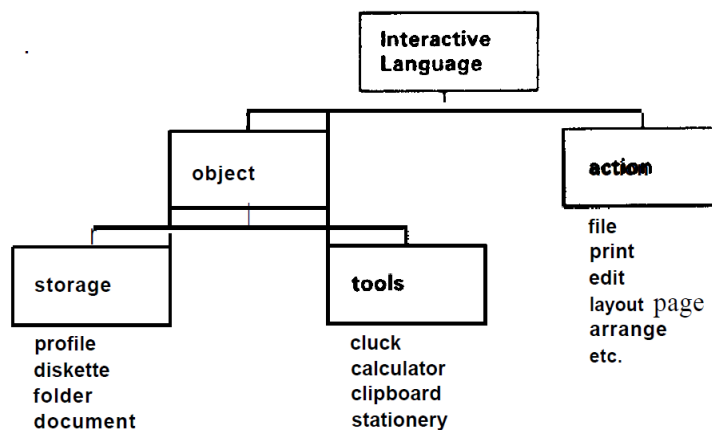 Interactive
Language
object
action
file
print
edit
layout page
arrange
etc.
storage
profile
diskette
folder
document
tools
cluck
calculator
clipboard
stationery